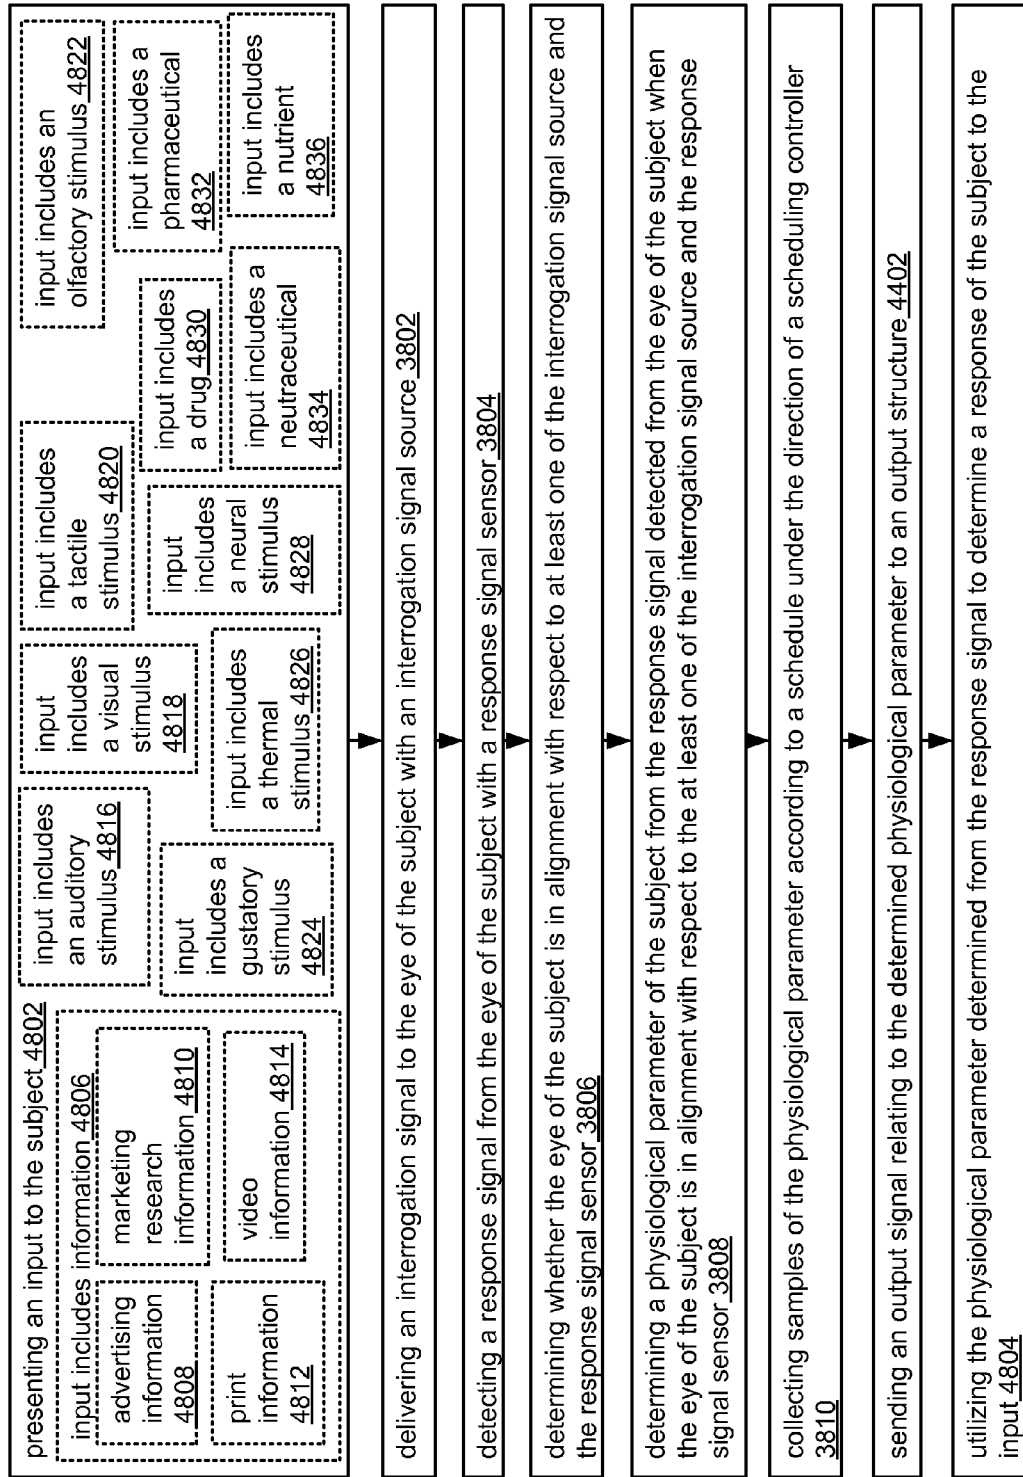 presenting an input to the subject 4802
input includes information 4806
advertising
information
4808
marketing
research
information 4810
print
information
4812
video
information 4814
input includes
an auditory
stimulus 4816
input
includes
a visual
stimulus
4818
input includes
a tactile
stimulus 4820
input includes an
olfactory stimulus 4822
input
includes a
gustatory
stimulus
4824
input includes
a thermal
stimulus 4826
input
includes
a neural
stimulus
4828
input includes
a drug 4830
input includes a
pharmaceutical
4832
input includes a
neutraceutical
4834
input includes
a nutrient
4836
delivering an interrogation signal to the eye of the subject with an interrogation signal source 3802
detecting a response signal from the eye of the subject with a response signal sensor 3804
determining whether the eye of the subject is in alignment with respect to at least one of the interrogation signal source and
the response signal sensor 3806
determining a physiological parameter of the subject from the response signal detected from the eye of the subject when
the eye of the subject is in alignment with respect to the at least one of the interrogation signal source and the response
signal sensor 3808
collecting samples of the physiological parameter according to a schedule under the direction of a scheduling controller
3810
sending an output signal relating to the determined physiological parameter to an output structure 4402
utilizing the physiological parameter determined from the response signal to determine a response of the subject to the
input 4804